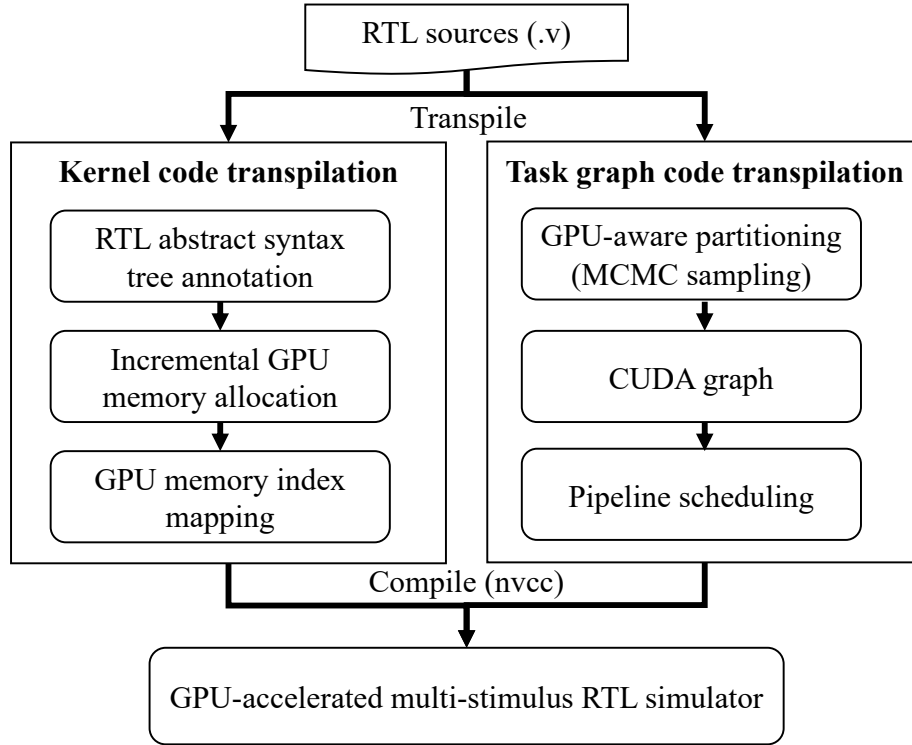 RTL sources (.v)
Transpile
Kernel code transpilation
RTL abstract syntax
tree annotation
Incremental GPU
memory allocation
GPU memory index
mapping
Task graph code transpilation
GPU-aware partitioning
(MCMC sampling)
CUDA graph
Pipeline scheduling
Compile (nvcc)
GPU-accelerated multi-stimulus RTL simulator